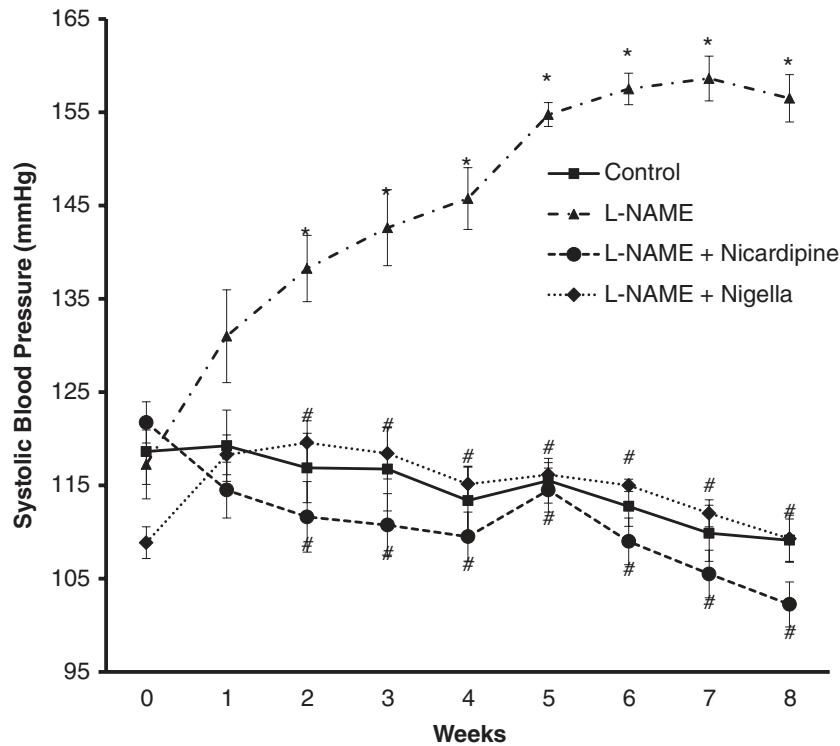 Systolic Blood Pressure (mmHg)
165
155
145
135
125
115
105
95
* * * * * * *
Control
L-NAME
L-NAME + Nicardipine
L-NAME + Nigella
# # # # # # #
# # # # # # #
0 1 2 3 4 5 6 7 8
Weeks